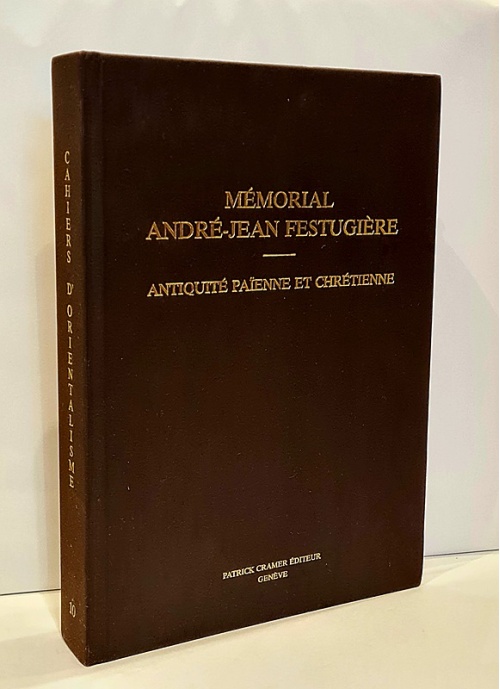 CAHIERS D'ORIENTALISME
10
MÉMORIAL
ANDRÉ-JEAN FESTUGIÈRE
ANTIQUITÉ PAÏENNE ET CHRÉTIENNE
PATRICK CRAMER ÉDITEUR
GENÈVE